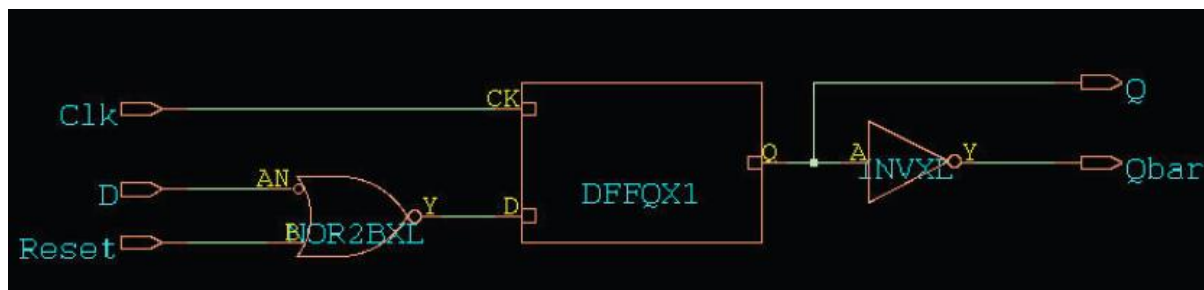 Clk
CK
Q
Q
A
Y
INVXL
Qbar
D
AN
Y
D
DFFQX1
Reset
B
NOR2BXL